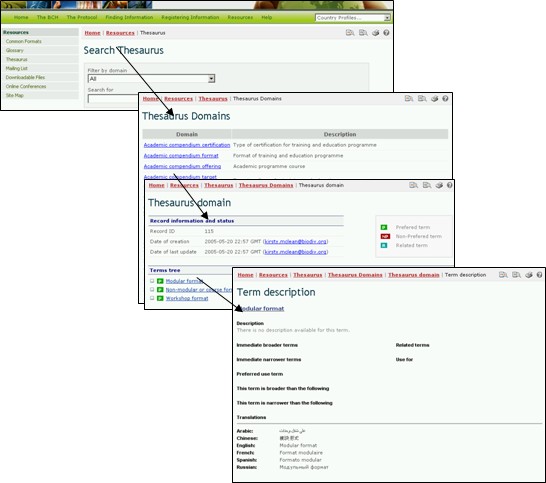 Home The BCH The Protocol Finding Information Registering Information Resources Help Country Profiles...
Resources
Common Formats
Glossary
Thesaurus
Mailing List
Downloadable Files
Online Conferences
Site Map
Home | Resources | Thesaurus
Search Thesaurus
Filter by domain
All
Search for
Home | Resources | Thesaurus | Thesaurus Domains
Thesaurus Domains
Domain Description
Academic compendium certification Type of certification for training and education programme
Academic compendium format Format of training and education programme
Academic compendium offering Academic programme course
Academic compendium target
Home | Resources | Thesaurus | Thesaurus Domains | Thesaurus domain
Thesaurus domain
Record information and status
Record ID 115
Date of creation 2005-05-20 22:57 GMT (kirsty.mclean@biodiv.org)
Date of last update 2005-05-20 22:57 GMT (kirsty.mclean@biodiv.org)
P Prefered term
NP Non-Prefered term
R Related term
Terms tree
P Modular format
P Non-modular or course for
P Workshop format
Home | Resources | Thesaurus | Thesaurus Domains | Thesaurus domain | Term description
Term description
Modular format
Description
There is no description available for this term.
Immediate broader terms Related terms
Immediate narrower terms Use for
Preferred use term
This term is broader than the following
This term is narrower than the following
Translations
Arabic:
Chinese:
English: Modular format
French: Format modulaire
Spanish: Formato modular
Russian: Модульный формат